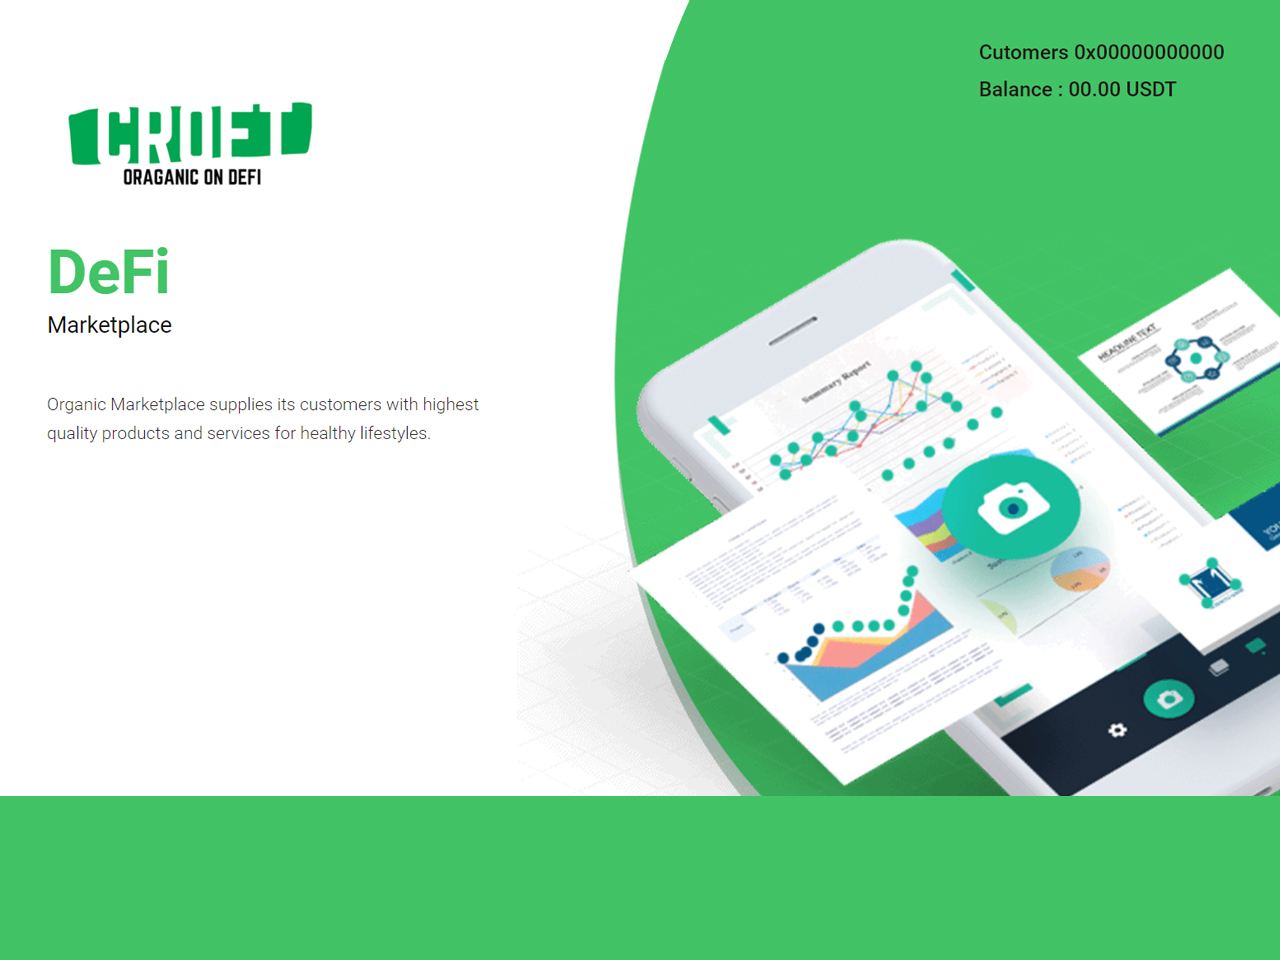 Cutomers 0x00000000000
Balance : 00.00 USDT
CROFT
ORAGANIC ON DEFI
DeFi
Marketplace
Organic Marketplace supplies its customers with highest
quality products and services for healthy lifestyles.
Summary Report
HEADLINE TEXT